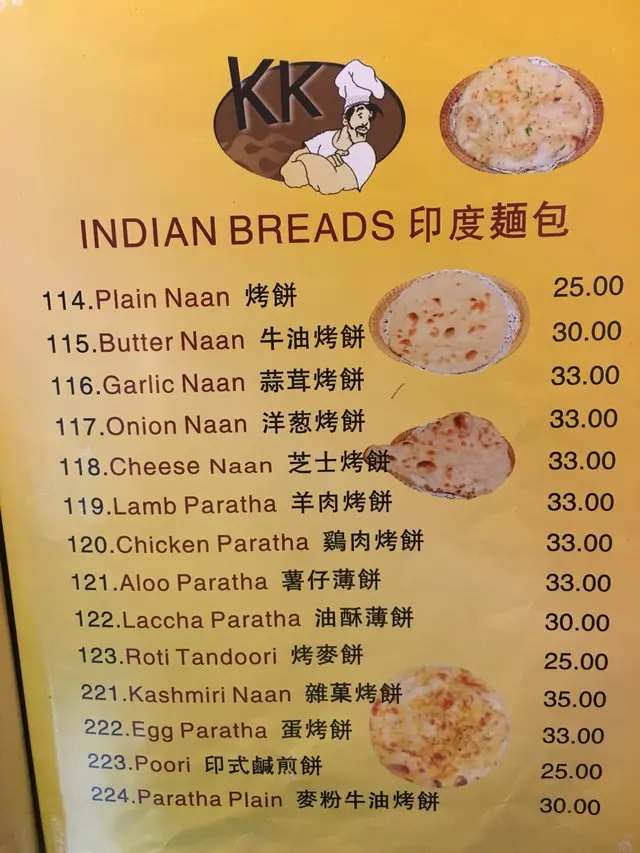 KK
INDIAN BREADS 印度麵包
114.Plain Naan 烤餅 25.00
115.Butter Naan 牛油烤餅 30.00
116.Garlic Naan 蒜茸烤餅 33.00
117.Onion Naan 洋葱烤餅 33.00
118.Cheese Naan 芝士烤餅 33.00
119.Lamb Paratha 羊肉烤餅 33.00
120.Chicken Paratha 鷄肉烤餅 33.00
121.Aloo Paratha 薯仔薄餅 33.00
122.Laccha Paratha 油酥薄餅 30.00
123.Roti Tandoori 烤麥餅 25.00
221.Kashmiri Naan 雜菓烤餅 35.00
222.Egg Paratha 蛋烤餅 33.00
223.Poori 印式鹹煎餅 25.00
224.Paratha Plain 麥粉牛油烤餅 30.00